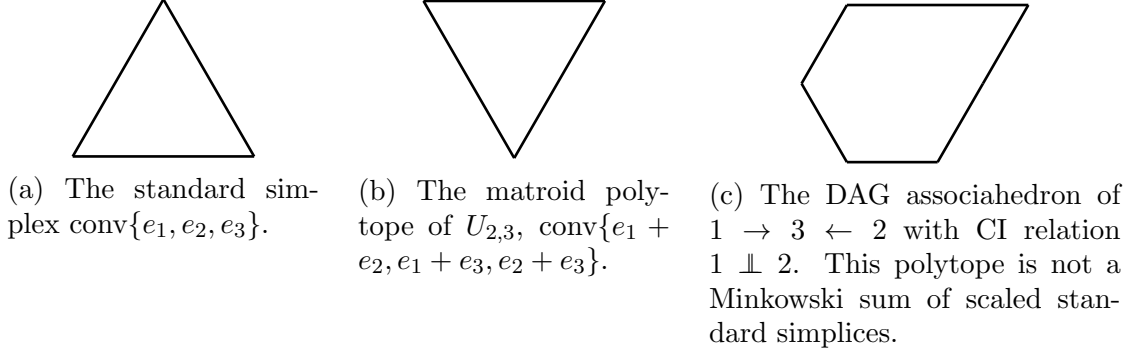 (a) The standard sim-
plex conv{e₁, e₂, e₃}.
(b) The matroid poly-
tope of U₂,₃, conv{e₁ +
e₂, e₁ + e₃, e₂ + e₃}.
(c) The DAG associahedron of
1 → 3 ← 2 with CI relation
1 ⫫ 2. This polytope is not a
Minkowski sum of scaled stan-
dard simplices.